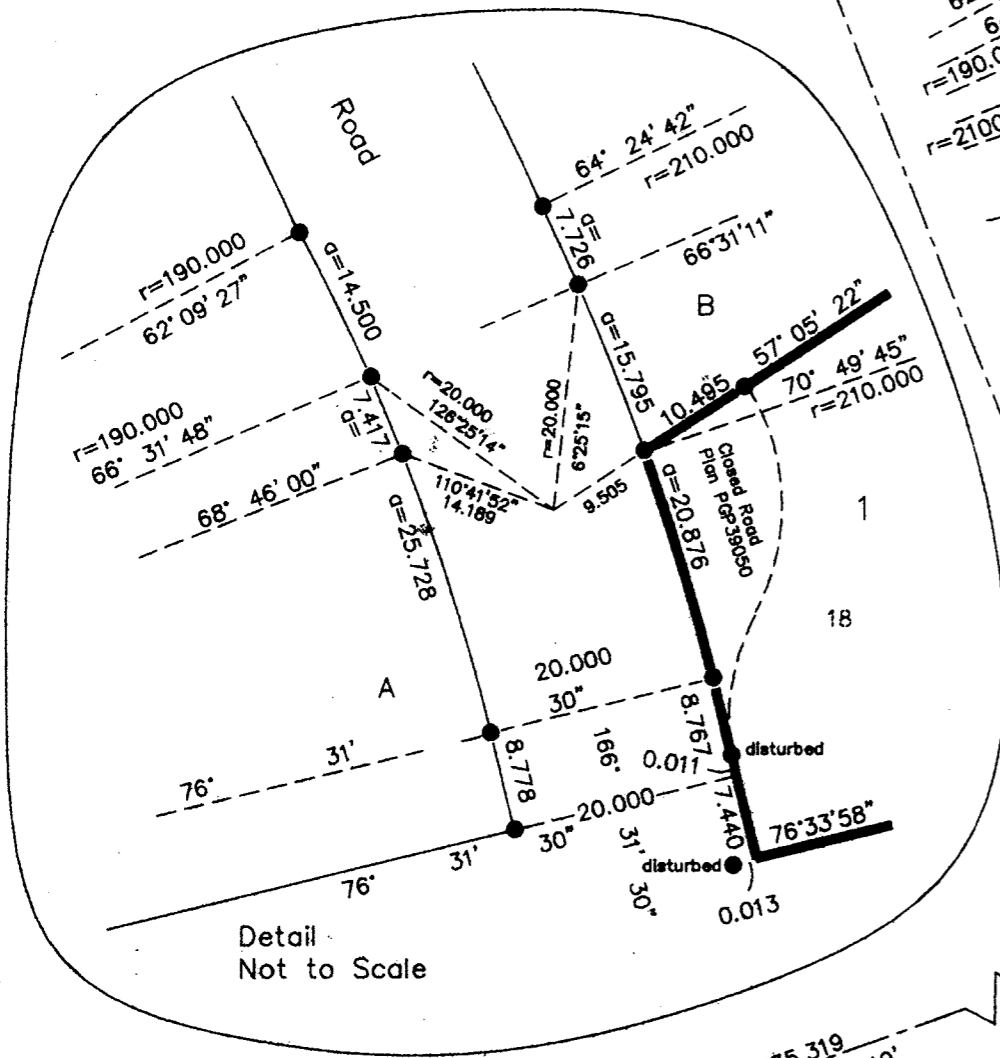 Road
64° 24' 42"
r=210.000
a=
7.726
66°31'11"
r=190.000
62° 09' 27"
a=14.500
B
57° 05' 22"
10.495
70° 49' 45"
r=210.000
a=15.795
r=20.000
126°25'14"
r=20.000
6°25'15"
r=190.000
66° 31' 48"
7.417
a=
68° 46' 00"
110°41'52"
14.189
9.505
Closed Road
Plan PGP39050
a=20.876
a=25.728
1
18
A
20.000
30"
76° 31'
8.778
166°
31'
30"
8.767
0.011
disturbed
7.440
20.000
76° 31' 30"
76°33'58"
disturbed
0.013
Detail
Not to Scale
r=190.0
r=2100
75.319